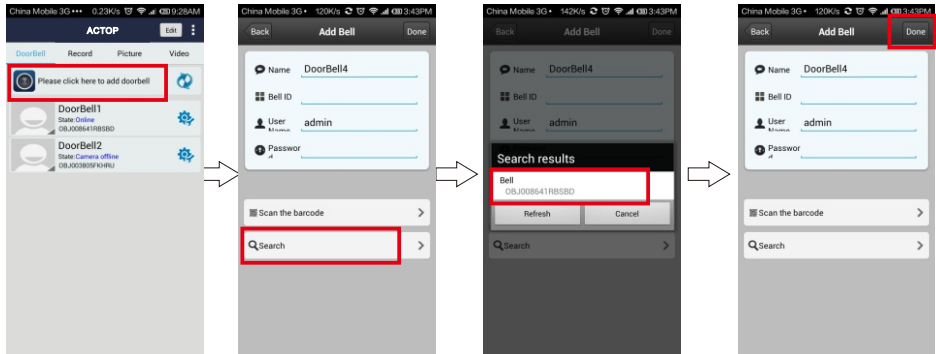 China Mobile 3G ••• 0.23K/s 9:28AM
ACTOP
Edit
DoorBell
Record
Picture
Video
Please click here to add doorbell
DoorBell1
State:Online
OBJ008641RBSBD
DoorBell2
State:Camera offline
OBJ003805FKHRU
China Mobile 3G • 120K/s 3:43PM
Back
Add Bell
Done
Name DoorBell4
Bell ID
User
Name
admin
Passwor
d
Scan the barcode
Search
China Mobile 3G • 142K/s 3:43PM
Back
Add Bell
Done
Name DoorBell4
Bell ID
User
Name
admin
Search results
Bell
OBJ008641RBSBD
Refresh
Cancel
Search
China Mobile 3G • 120K/s 3:43PM
Back
Add Bell
Done
Name DoorBell4
Bell ID
User
Name
admin
Passwor
d
Scan the barcode
Search